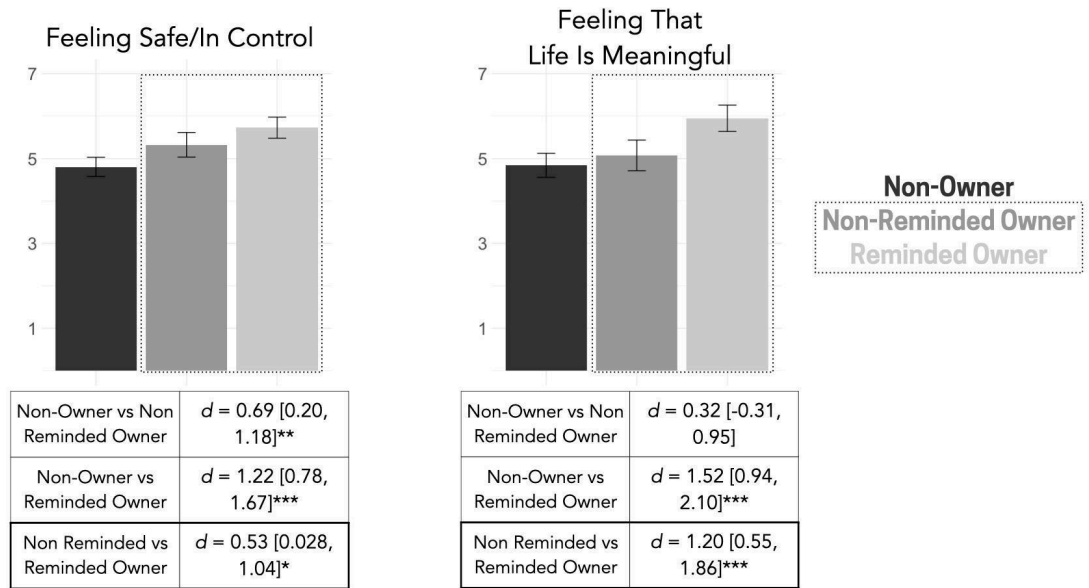 Feeling Safe/In Control
7
5
3
1
Non-Owner vs Non
Reminded Owner
d = 0.69 [0.20,
1.18]**
Non-Owner vs
Reminded Owner
d = 1.22 [0.78,
1.67]***
Non Reminded vs
Reminded Owner
d = 0.53 [0.028,
1.04]*
Feeling That
Life Is Meaningful
7
5
3
1
Non-Owner vs Non
Reminded Owner
d = 0.32 [-0.31,
0.95]
Non-Owner vs
Reminded Owner
d = 1.52 [0.94,
2.10]***
Non Reminded vs
Reminded Owner
d = 1.20 [0.55,
1.86]***
Non-Owner
Non-Reminded Owner
Reminded Owner